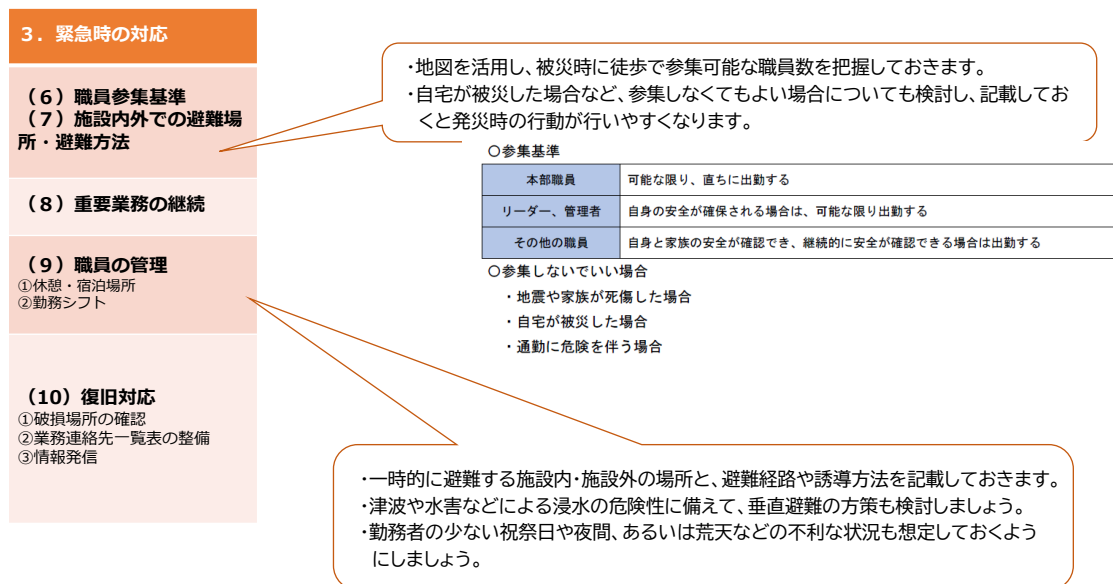 3．緊急時の対応
（６）職員参集基準
（７）施設内外での避難場
所・避難方法
（８）重要業務の継続
（９）職員の管理
①休憩・宿泊場所
②勤務シフト
（10）復旧対応
①破損場所の確認
②業務連絡先一覧表の整備
③情報発信
・地図を活用し、被災時に徒歩で参集可能な職員数を把握しておきます。
・自宅が被災した場合など、参集しなくてもよい場合についても検討し、記載してお
くと発災時の行動が行いやすくなります。
○参集基準
本部職員 可能な限り、直ちに出勤する
リーダー、管理者 自身の安全が確保される場合は、可能な限り出勤する
その他の職員 自身と家族の安全が確認でき、継続的に安全が確認できる場合は出勤する
○参集しないでいい場合
・地震や家族が死傷した場合
・自宅が被災した場合
・通勤に危険を伴う場合
・一時的に避難する施設内・施設外の場所と、避難経路や誘導方法を記載しておきます。
・津波や水害などによる浸水の危険性に備えて、垂直避難の方策も検討しましょう。
・勤務者の少ない祝祭日や夜間、あるいは荒天などの不利な状況も想定しておくよう
にしましょう。